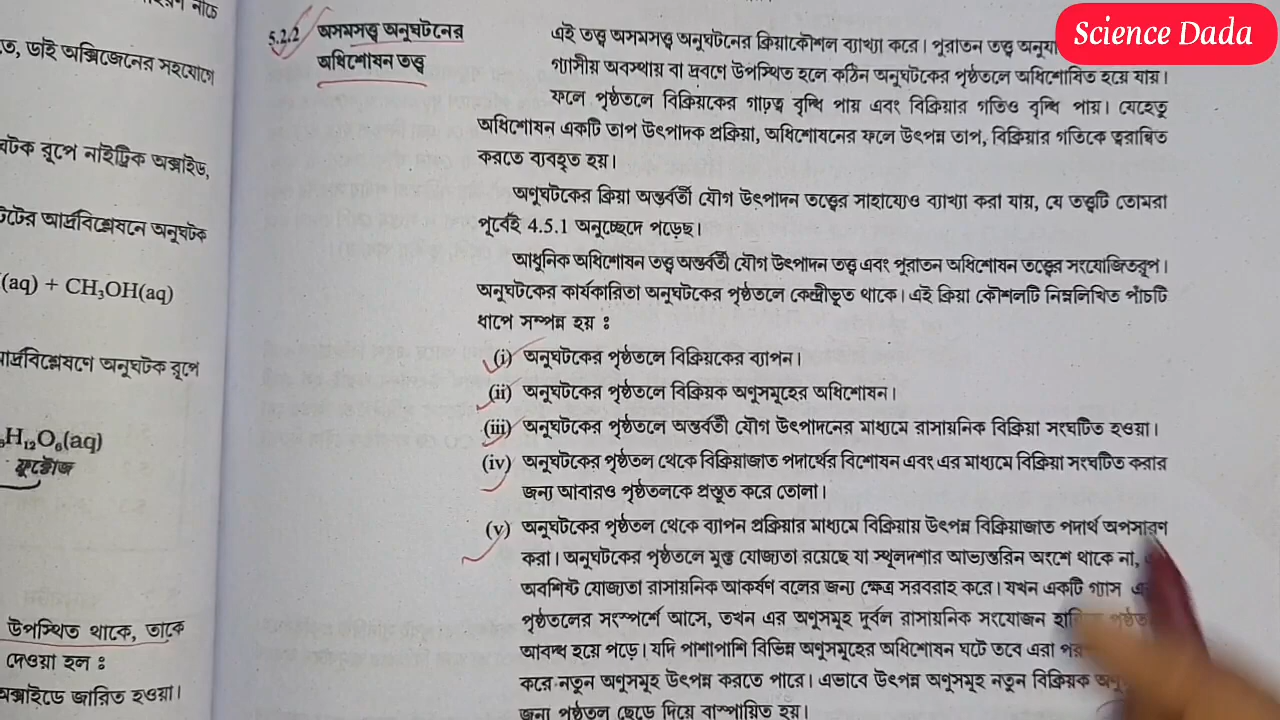 নাচে
তে, ডাই অক্সিজেনের সহযোগে
ঘটক রূপে নাইট্রিক অক্সাইড,
টটের আর্দ্রবিশ্লেষনে অনুঘটক
(aq) + CH₃OH(aq)
আর্দ্রবিশ্লেষণে অনুঘটক রূপে
H₁₂O₆(aq)
ফ্রুক্টোজ
উপস্থিত থাকে, তাকে
দেওয়া হল ঃ
অক্সাইডে জারিত হওয়া।
Science Dada
5.2.2 অসমসত্ত্ব অনুঘটনের
অধিশোষন তত্ত্ব
এই তত্ত্ব অসমসত্ত্ব অনুঘটনের ক্রিয়াকৌশল ব্যাখ্যা করে। পুরাতন তত্ত্ব
গ্যাসীয় অবস্থায় বা দ্রবণে উপস্থিত হলে কঠিন অনুঘটকের পৃষ্ঠতলে অধিশোষিত হয়ে যায়।
ফলে পৃষ্ঠতলে বিক্রিয়কের গাঢ়ত্ব বৃদ্ধি পায় এবং বিক্রিয়ার গতিও বৃদ্ধি পায়। যেহেতু
অধিশোষন একটি তাপ উৎপাদক প্রক্রিয়া, অধিশোষনের ফলে উৎপন্ন তাপ, বিক্রিয়ার গতিকে ত্বরান্বিত
করতে ব্যবহৃত হয়।
অণুঘটকের ক্রিয়া অন্তর্বর্তী যৌগ উৎপাদন তত্ত্বের সাহায্যেও ব্যাখ্যা করা যায়, যে তত্ত্বটি তোমরা
পূর্বেই 4.5.1 অনুচ্ছেদে পড়েছ।
আধুনিক অধিশোষন তত্ত্ব অন্তর্বর্তী যৌগ উৎপাদন তত্ত্ব এবং পুরাতন অধিশোষন তত্ত্বের সংযোজিতরূপ।
অনুঘটকের কার্যকারিতা অনুঘটকের পৃষ্ঠতলে কেন্দ্রীভূত থাকে। এই ক্রিয়া কৌশলটি নিম্নলিখিত পাঁচটি
ধাপে সম্পন্ন হয় ঃ
(i) অনুঘটকের পৃষ্ঠতলে বিক্রিয়কের ব্যাপন।
(ii) অনুঘটকের পৃষ্ঠতলে বিক্রিয়ক অণুসমূহের অধিশোষন।
(iii) অনুঘটকের পৃষ্ঠতলে অন্তর্বর্তী যৌগ উৎপাদনের মাধ্যমে রাসায়নিক বিক্রিয়া সংঘটিত হওয়া।
(iv) অনুঘটকের পৃষ্ঠতল থেকে বিক্রিয়াজাত পদার্থের বিশোষন এবং এর মাধ্যমে বিক্রিয়া সংঘটিত করার
জন্য আবারও পৃষ্ঠতলকে প্রস্তুত করে তোলা।
(v) অনুঘটকের পৃষ্ঠতল থেকে ব্যাপন প্রক্রিয়ার মাধ্যমে বিক্রিয়ায় উৎপন্ন বিক্রিয়াজাত পদার্থ অপসারণ
করা। অনুঘটকের পৃষ্ঠতলে মুক্ত যোজ্যতা রয়েছে যা স্থূলদশার আভ্যন্তরিন অংশে থাকে না,
অবশিষ্ট যোজ্যতা রাসায়নিক আকর্ষণ বলের জন্য ক্ষেত্র সরবরাহ করে। যখন একটি গ্যাস
পৃষ্ঠতলের সংস্পর্শে আসে, তখন এর অণুসমূহ দুর্বল রাসায়নিক সংযোজন
আবদ্ধ হয়ে পড়ে। যদি পাশাপাশি বিভিন্ন অণুসমূহের অধিশোষন ঘটে তবে এরা
করে নতুন অণুসমূহ উৎপন্ন করতে পারে। এভাবে উৎপন্ন অণুসমূহ নতুন বিক্রিয়ক
জন্য পৃষ্ঠতল ছেড়ে দিয়ে বাষ্পায়িত হয়।